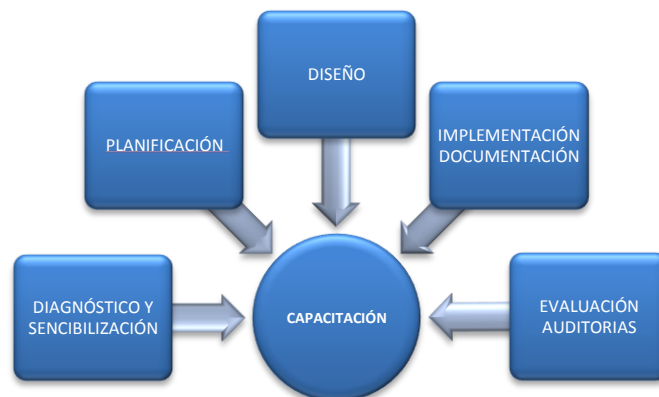 DISEÑO
PLANIFICACIÓN
IMPLEMENTACIÓN
DOCUMENTACIÓN
DIAGNÓSTICO Y
SENCIBILIZACIÓN
CAPACITACIÓN
EVALUACIÓN
AUDITORIAS